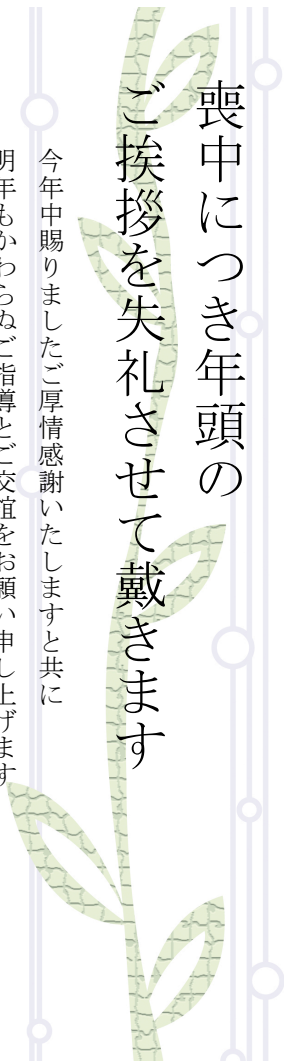 喪中につき年頭の
ご挨拶を失礼させて戴きます
今年中賜りましたご厚情感謝いたしますと共に
明年もかわらぬご指導とご交誼をお願い申し上げます